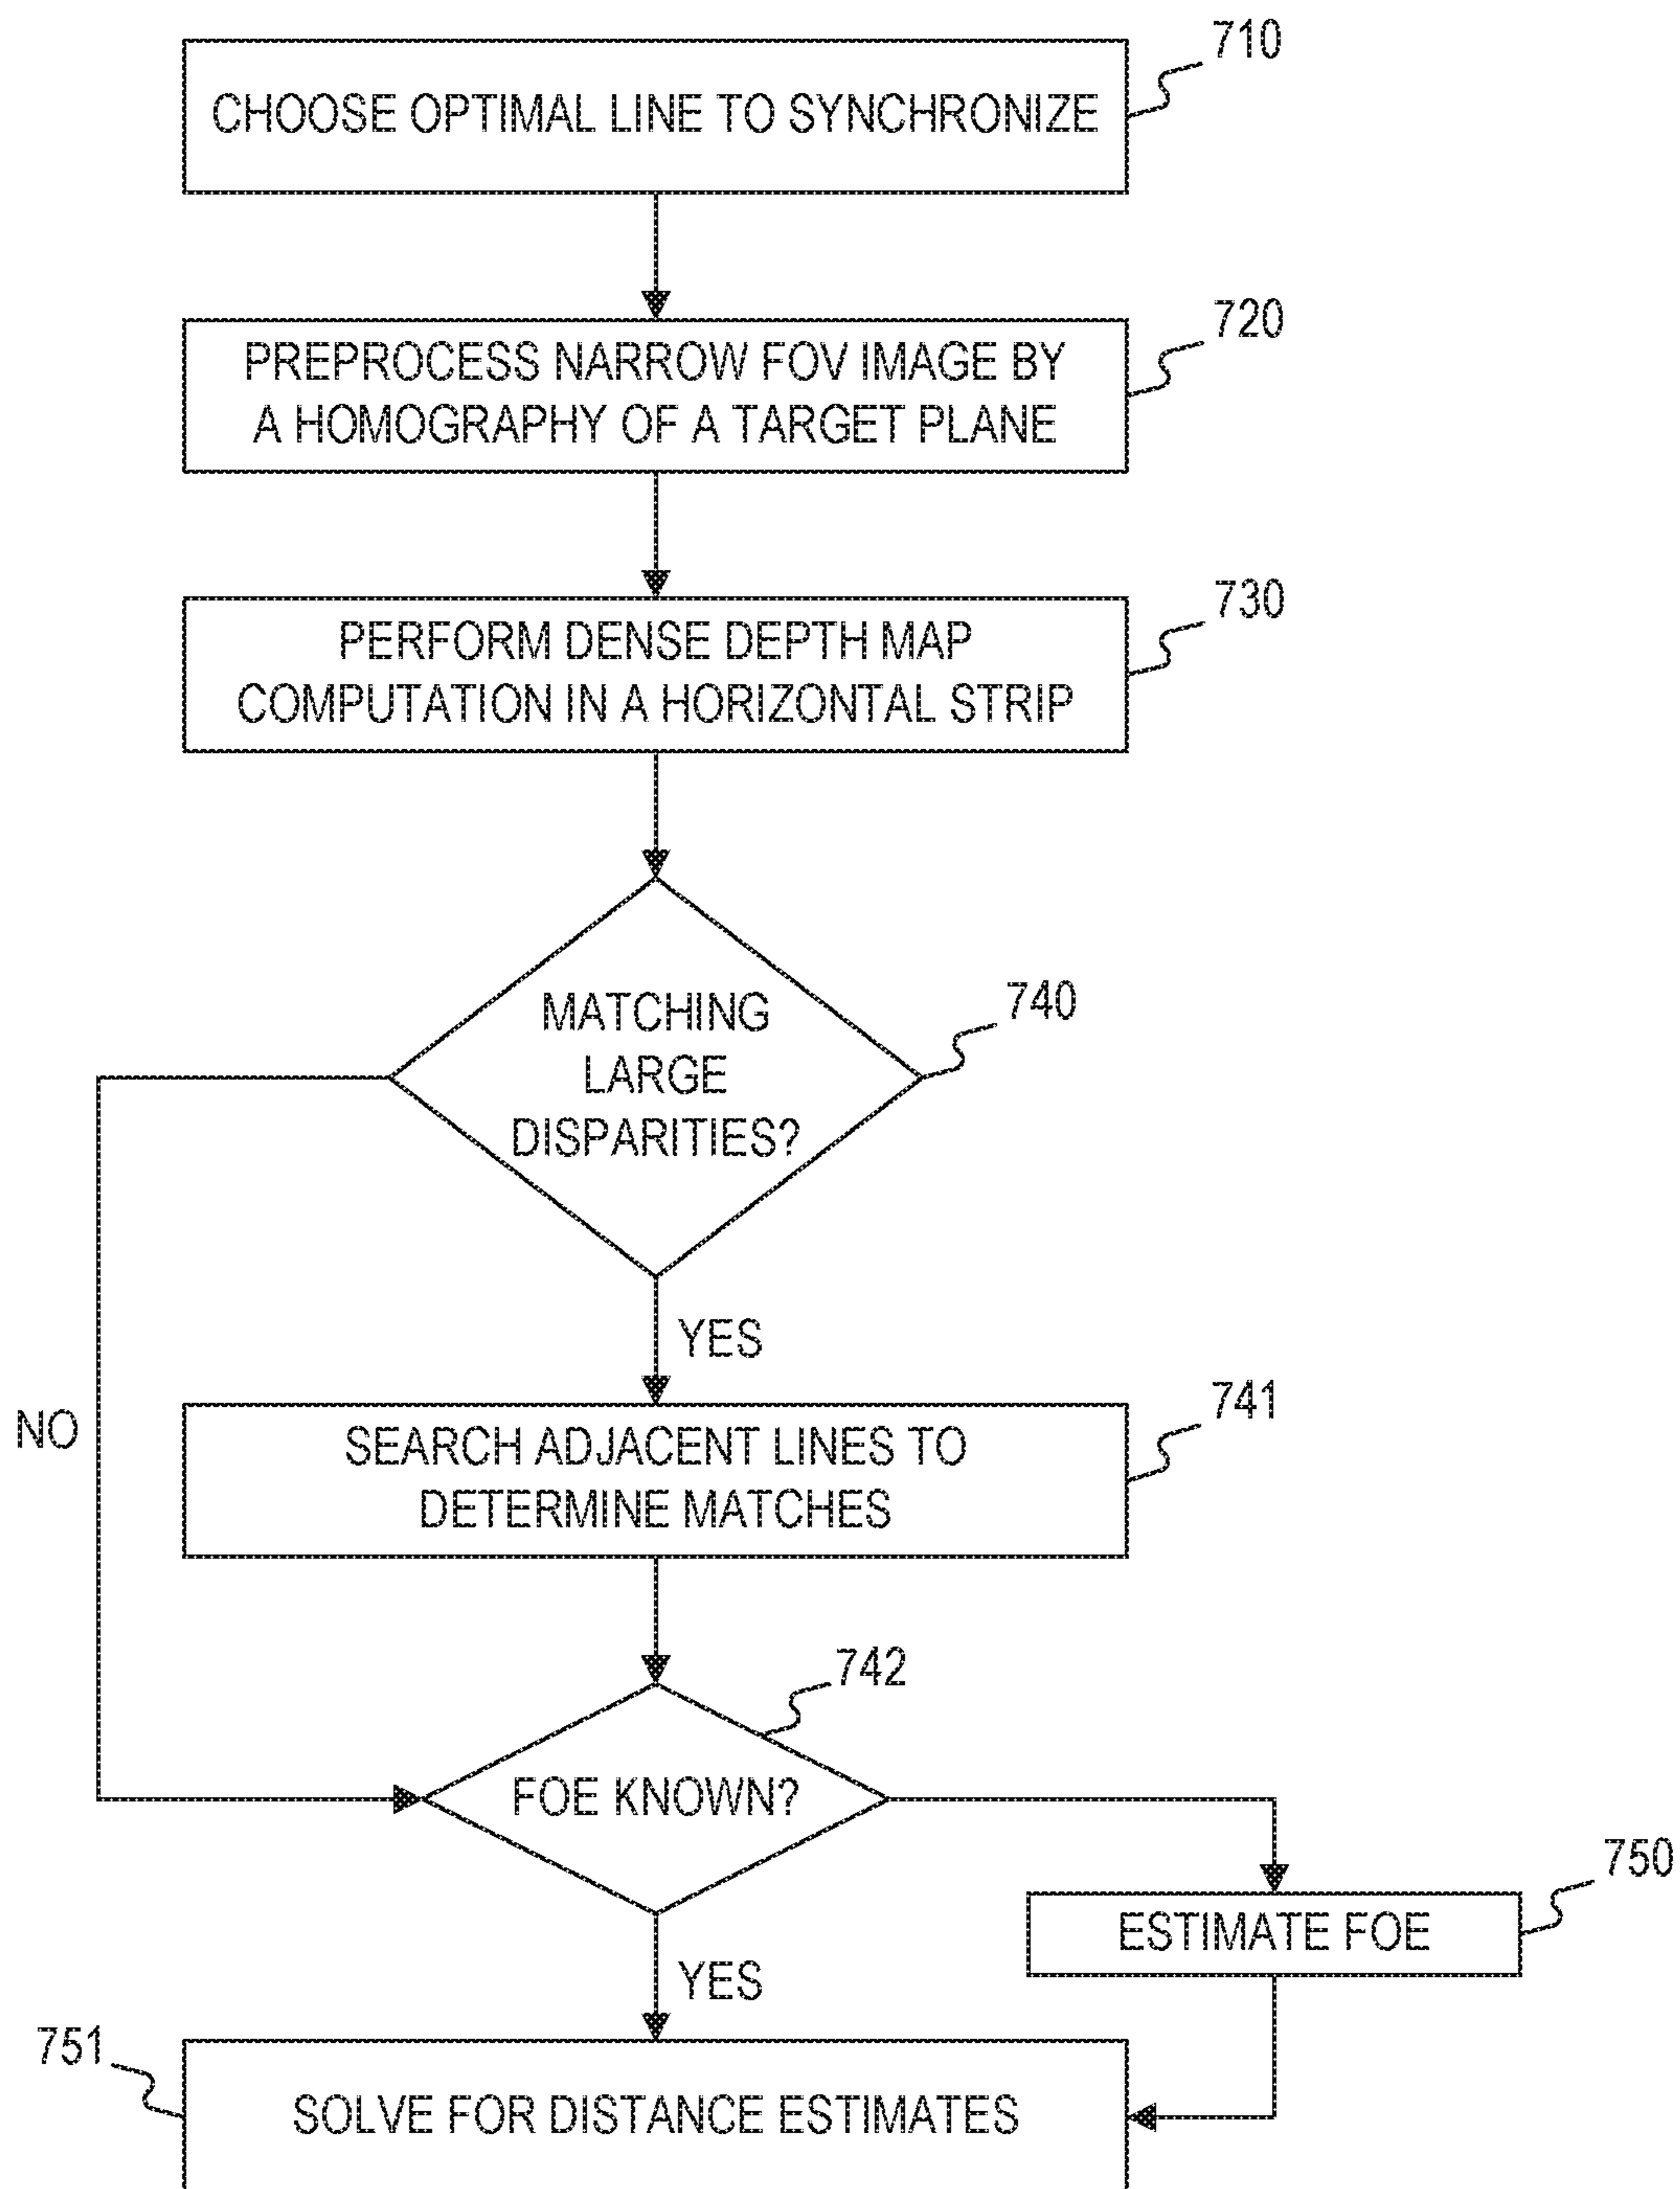 710
CHOOSE OPTIMAL LINE TO SYNCHRONIZE
720
PREPROCESS NARROW FOV IMAGE BY
A HOMOGRAPHY OF A TARGET PLANE
730
PERFORM DENSE DEPTH MAP
COMPUTATION IN A HORIZONTAL STRIP
740
MATCHING
LARGE
DISPARITIES?
YES
NO
741
SEARCH ADJACENT LINES TO
DETERMINE MATCHES
742
FOE KNOWN?
750
ESTIMATE FOE
YES
751
SOLVE FOR DISTANCE ESTIMATES